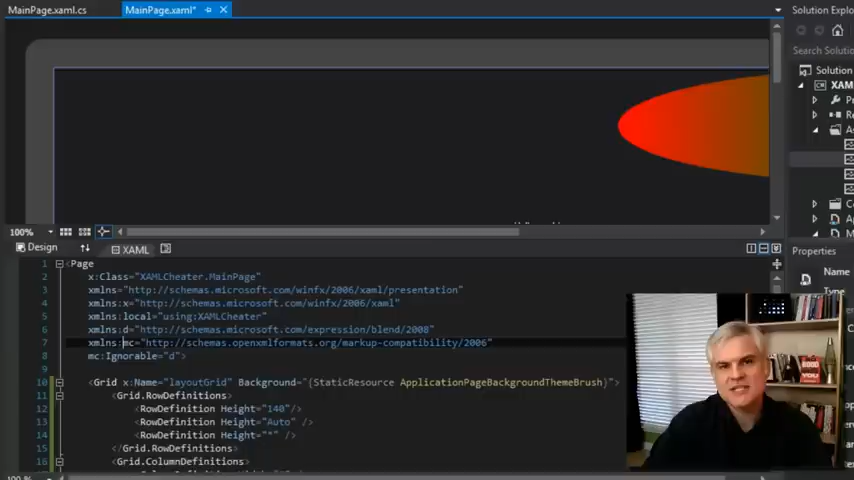 MainPage.xaml.cs
MainPage.xaml*
Solution Explo
Search Solution
Solution
XAM
100%
Design
XAML
1 <Page
2 x:Class="XAMLCheater.MainPage"
3 xmlns="http://schemas.microsoft.com/winfx/2006/xaml/presentation"
4 xmlns:x="http://schemas.microsoft.com/winfx/2006/xaml"
5 xmlns:local="using:XAMLCheater"
6 xmlns:d="http://schemas.microsoft.com/expression/blend/2008"
7 xmlns:mc="http://schemas.openxmlformats.org/markup-compatibility/2006"
8 mc:Ignorable="d">
9
10 <Grid x:Name="layoutGrid" Background="{StaticResource ApplicationPageBackgroundThemeBrush}">
11 <Grid.RowDefinitions>
12 <RowDefinition Height="140"/>
13 <RowDefinition Height="Auto" />
14 <RowDefinition Height="*" />
15 </Grid.RowDefinitions>
16 <Grid.ColumnDefinitions>
Properties
Name
Type